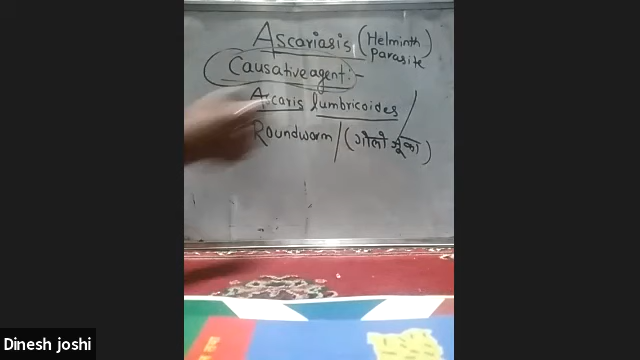 Ascariasis (Helminth
parasite)
Causative agent :-
Ascaris lumbricoides /
Roundworm / (गोलो जुका)
Dinesh joshi